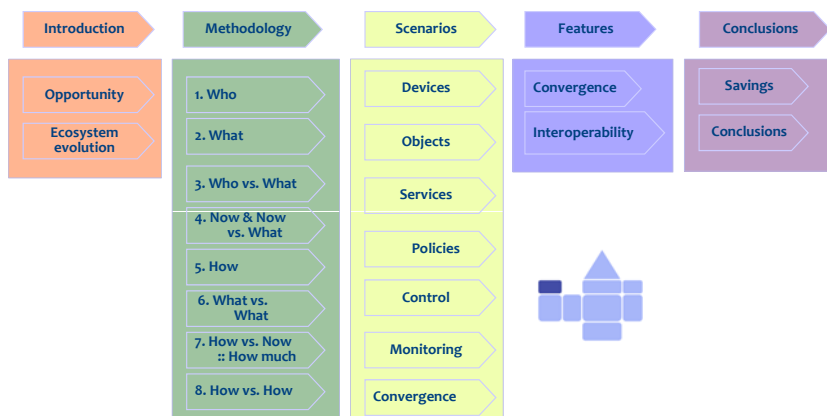 Introduction
Methodology
Scenarios
Features
Conclusions
Opportunity
Ecosystem
evolution
1. Who
2. What
3. Who vs. What
4. Now & Now
vs. What
5. How
6. What vs.
What
7. How vs. Now
:: How much
8. How vs. How
Devices
Objects
Services
Policies
Control
Monitoring
Convergence
Convergence
Interoperability
Savings
Conclusions